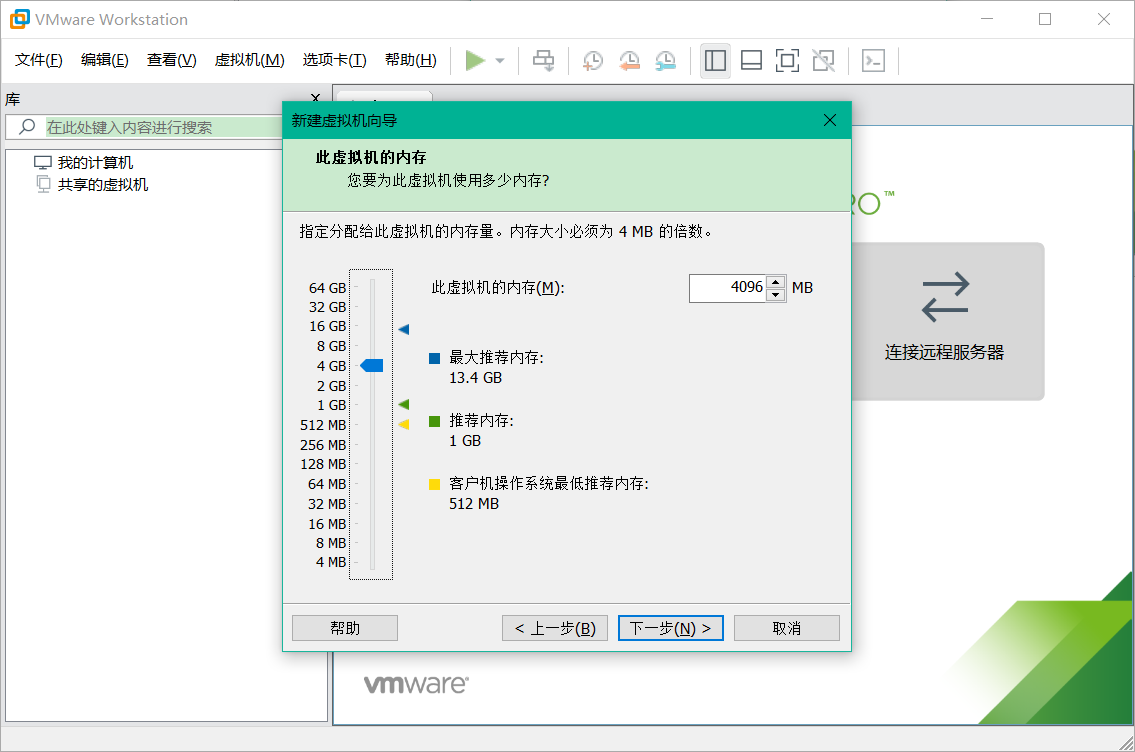 VMware Workstation
文件(F) 编辑(E) 查看(V) 虚拟机(M) 选项卡(T) 帮助(H)
库
在此处键入内容进行搜索
我的计算机
共享的虚拟机
新建虚拟机向导
此虚拟机的内存
您要为此虚拟机使用多少内存?
指定分配给此虚拟机的内存量。内存大小必须为 4 MB 的倍数。
64 GB
32 GB
16 GB
8 GB
4 GB
2 GB
1 GB
512 MB
256 MB
128 MB
64 MB
32 MB
16 MB
8 MB
4 MB
此虚拟机的内存(M): 4096 MB
最大推荐内存:
13.4 GB
推荐内存:
1 GB
客户机操作系统最低推荐内存:
512 MB
帮助 < 上一步(B) 下一步(N) > 取消
O™
连接远程服务器
vmware